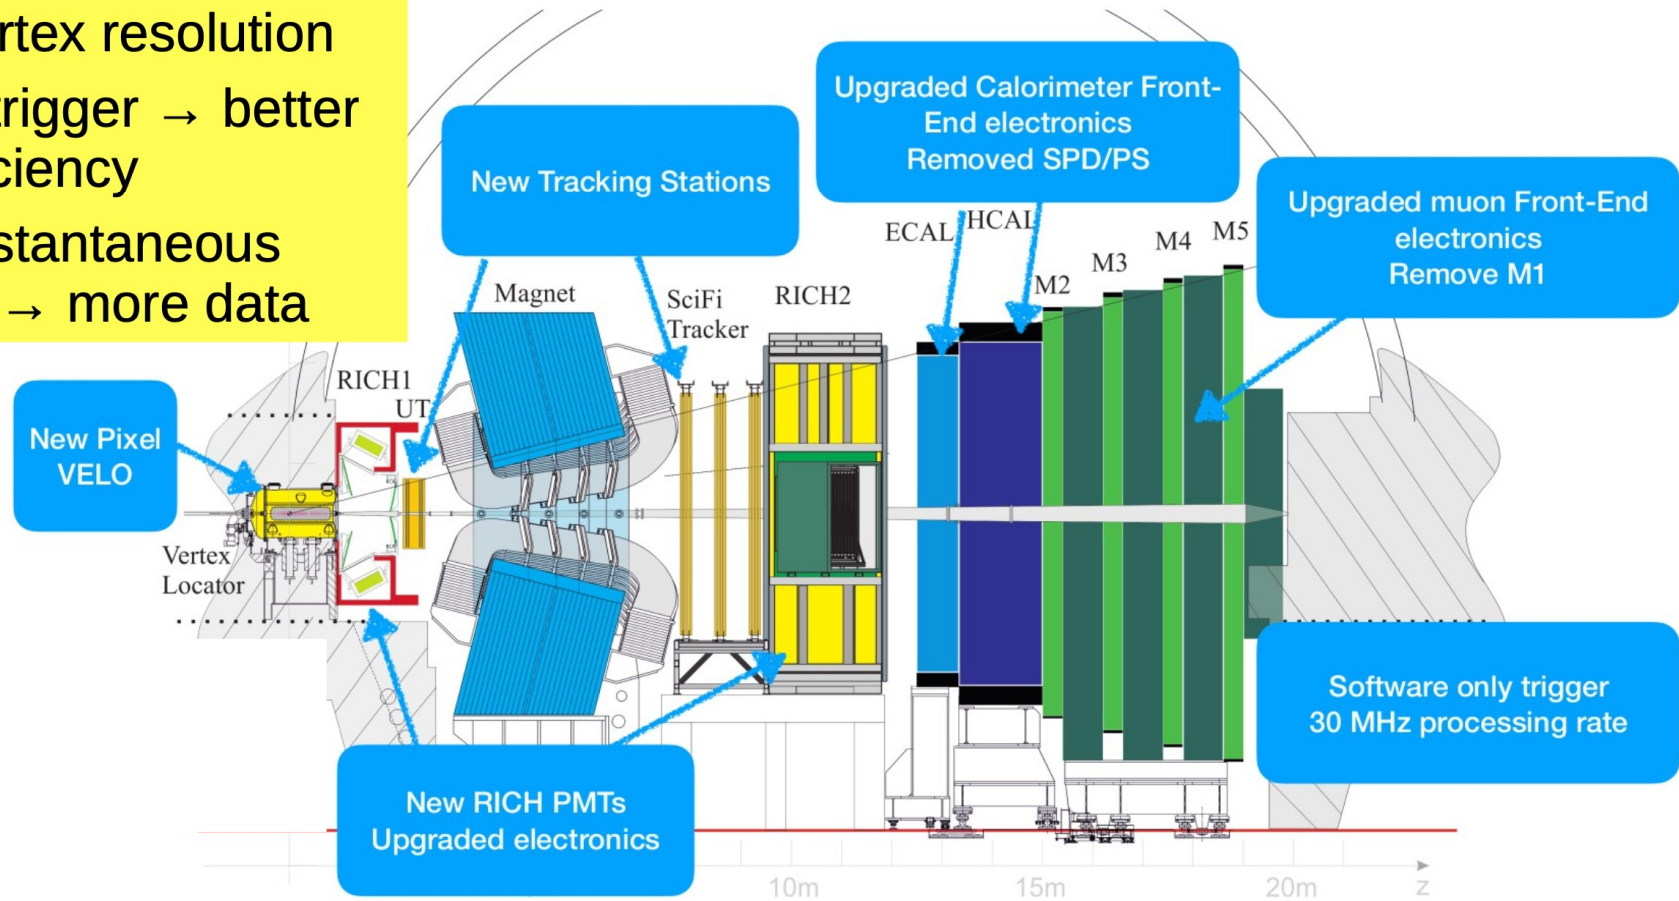 rtex resolution
trigger → better
ciency
stantaneous
→ more data
New Tracking Stations
Upgraded Calorimeter Front-
End electronics
Removed SPD/PS
Upgraded muon Front-End
electronics
Remove M1
ECAL
HCAL
M2
M3
M4
M5
Magnet
SciFi
Tracker
RICH2
RICH1
UT
New Pixel
VELO
Vertex
Locator
New RICH PMTs
Upgraded electronics
Software only trigger
30 MHz processing rate
10m
15m
20m
z